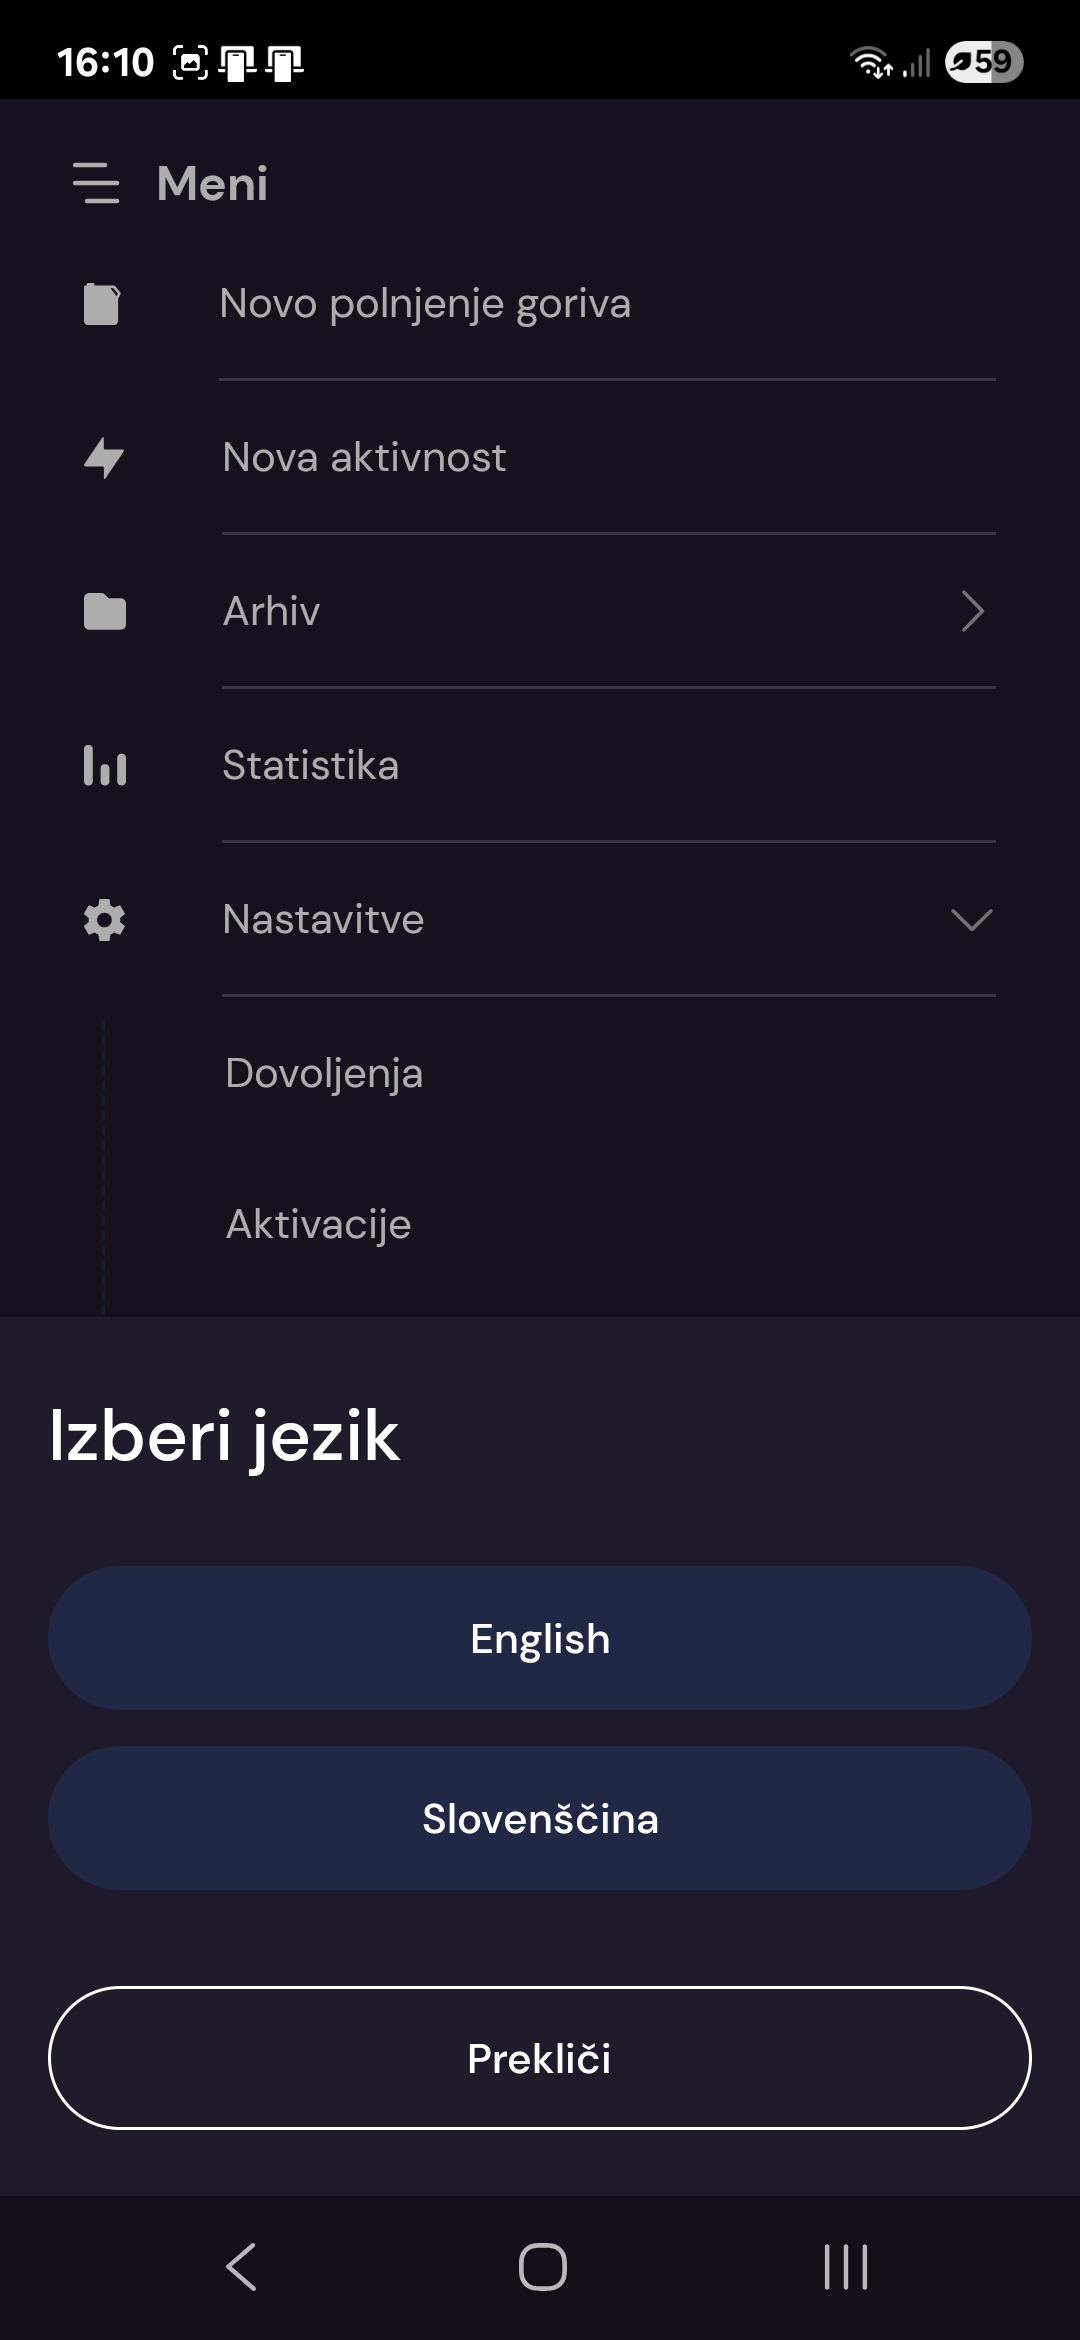 16:10
59
Meni
Novo polnjenje goriva
Nova aktivnost
Arhiv
Statistika
Nastavitve
Dovoljenja
Aktivacije
Izberi jezik
English
Slovenščina
Prekliči